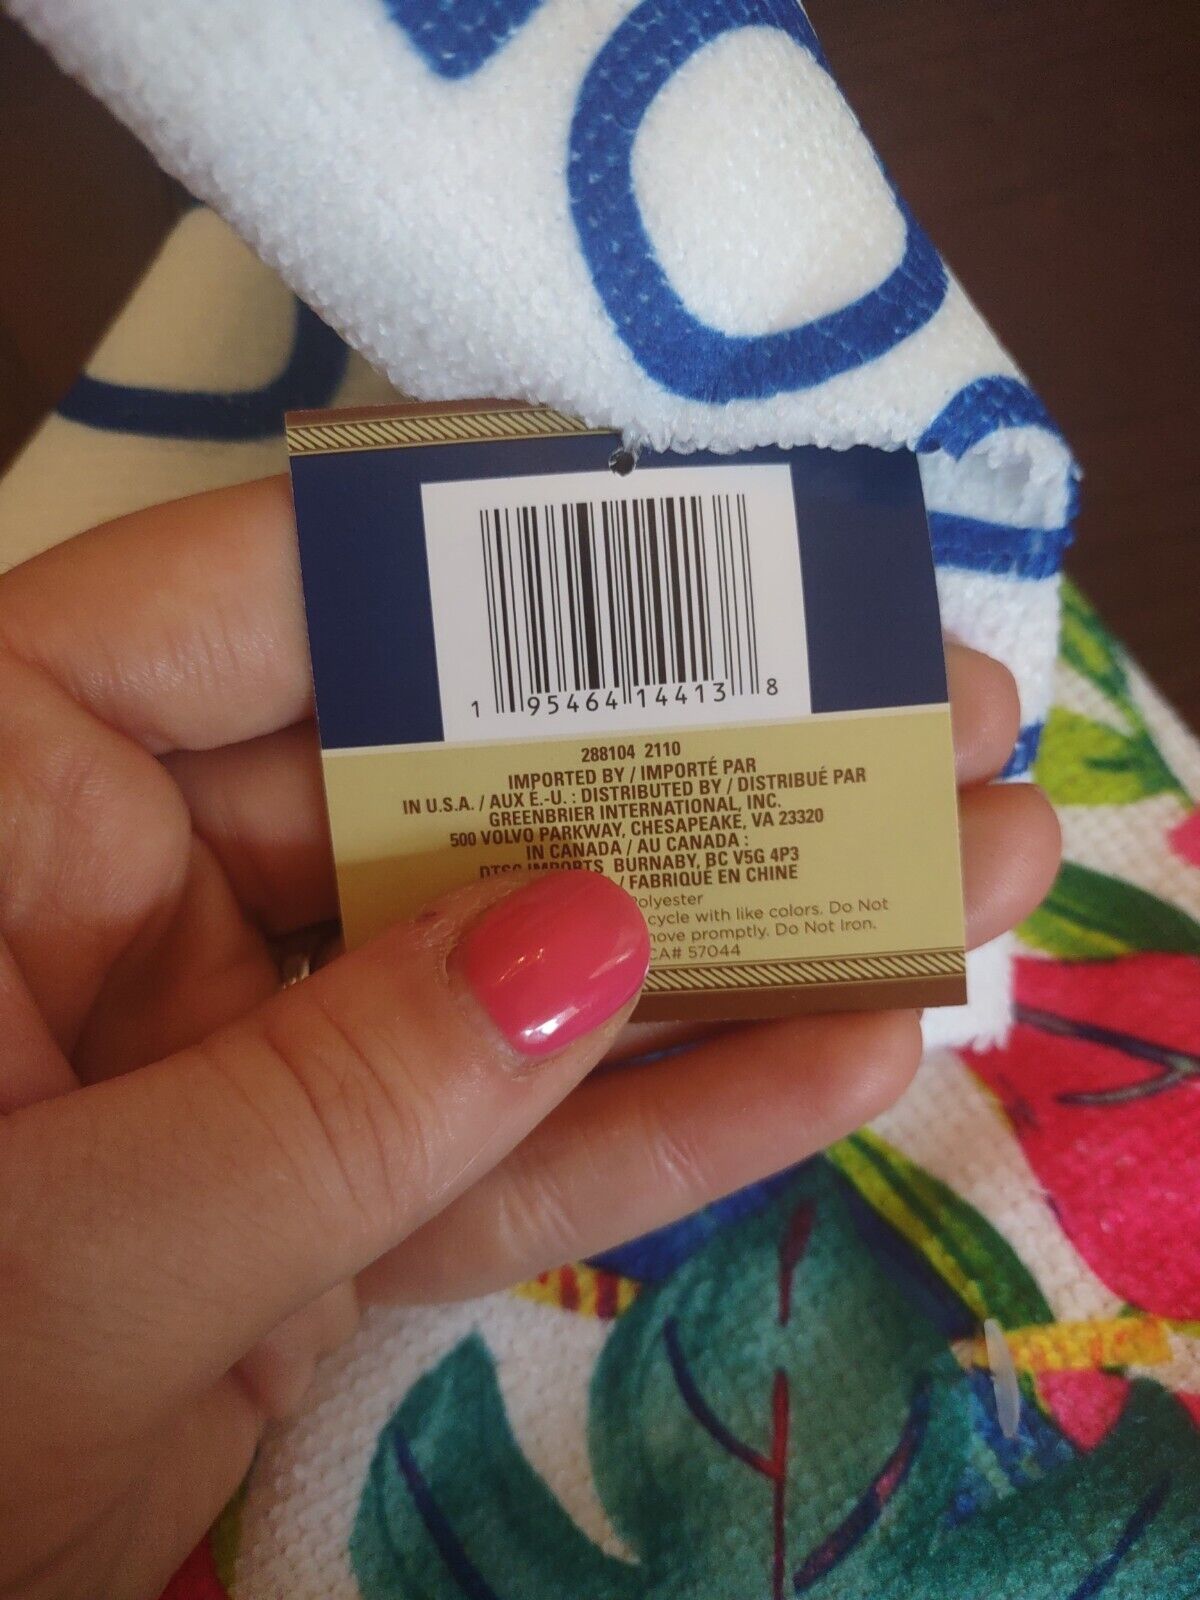 1 95464 14413 8
288104 2110
IMPORTED BY / IMPORTÉ PAR
IN U.S.A. / AUX E.-U. : DISTRIBUTED BY / DISTRIBUÉ PAR
GREENBRIER INTERNATIONAL, INC.
500 VOLVO PARKWAY, CHESAPEAKE, VA 23320
IN CANADA / AU CANADA :
DTSC IMPORTS, BURNABY, BC V5G 4P3
/ FABRIQUÉ EN CHINE
Polyester
cycle with like colors. Do Not
promptly. Do Not Iron.
CA# 57044